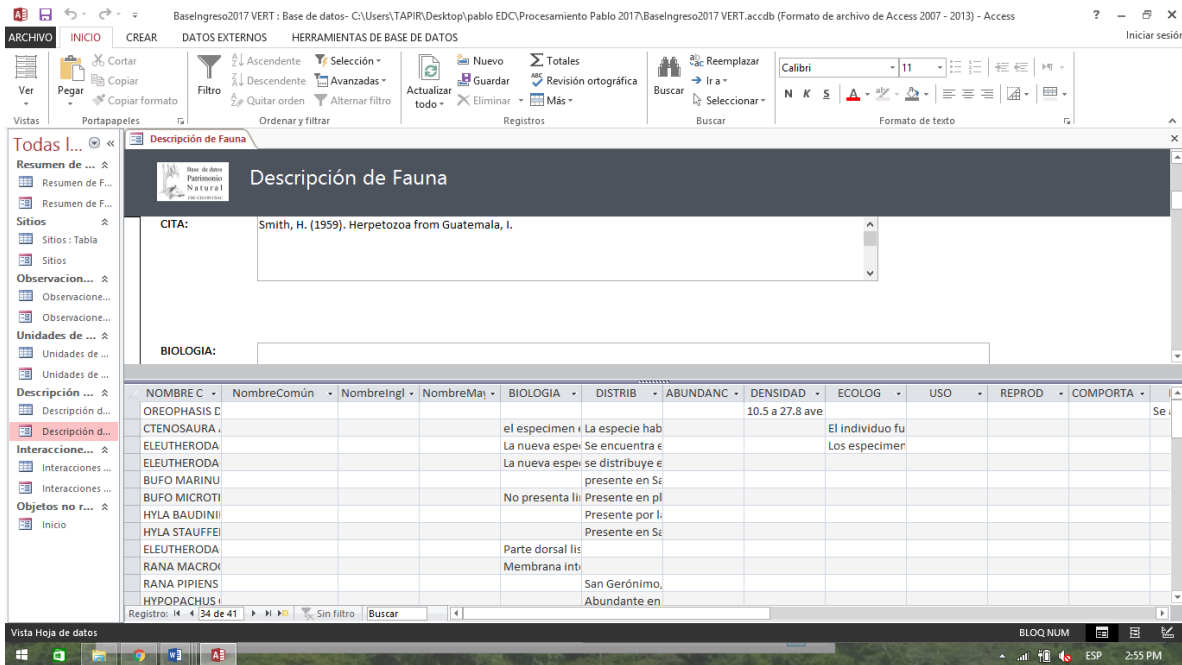 BaseIngreso2017 VERT : Base de datos- C:\Users\TAPIR\Desktop\pablo EDC\Procesamiento Pablo 2017\BaseIngreso2017 VERT.accdb (Formato de archivo de Access 2007 - 2013) - Access
ARCHIVO INICIO CREAR DATOS EXTERNOS HERRAMIENTAS DE BASE DE DATOS Iniciar sesión
Ver
Vistas
Pegar
Cortar
Copiar
Copiar formato
Portapapeles
Filtro
Ascendente
Descendente
Quitar orden
Selección
Avanzadas
Alternar filtro
Ordenar y filtrar
Actualizar
todo
Nuevo
Guardar
Eliminar
Totales
Revisión ortográfica
Más
Registros
Buscar
Reemplazar
Ir a
Seleccionar
Buscar
Calibri 11
N K S A
Formato de texto
Todas l...
Resumen de ...
Resumen de F...
Resumen de F...
Sitios
Sitios : Tabla
Sitios
Observacion...
Observacione...
Observacione...
Unidades de ...
Unidades de ...
Unidades de ...
Descripción ...
Descripción d...
Descripción d...
Interaccione...
Interacciones ...
Interacciones ...
Objetos no r...
Inicio
Descripción de Fauna
Base de datos
Patrimonio
Natural
Descripción de Fauna
CITA: Smith, H. (1959). Herpetozoa from Guatemala, I.
BIOLOGIA:
NOMBRE C NombreComún NombreIngl NombreMay BIOLOGIA DISTRIB ABUNDANC DENSIDAD ECOLOG USO REPROD COMPORTA
OREOPHASIS D 10.5 a 27.8 ave Se
CTENOSAURA el especimen La especie hab El individuo fu
ELEUTHERODA La nueva espe Se encuentra e Los especimen
ELEUTHERODA La nueva espe se distribuye e
BUFO MARINU presente en Sa
BUFO MICROTI No presenta li Presente en pl
HYLA BAUDINII Presente por la
HYLA STAUFFE Presente en Sa
ELEUTHERODA Parte dorsal lis
RANA MACRO Membrana int
RANA PIPIENS San Gerónimo,
HYPOPACHUS Abundante en
Registro: 34 de 41 Sin filtro Buscar
Vista Hoja de datos BLOQ NUM
ESP 2:55 PM